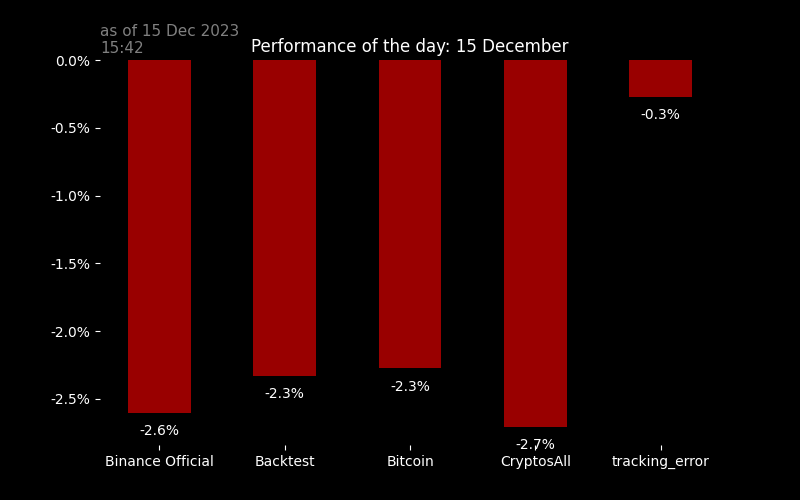 as of 15 Dec 2023
15:42
Performance of the day: 15 December
0.0%
-0.5%
-1.0%
-1.5%
-2.0%
-2.5%
-2.6%
-2.3%
-2.3%
-2.7%
-0.3%
Binance Official
Backtest
Bitcoin
CryptosAll
tracking_error